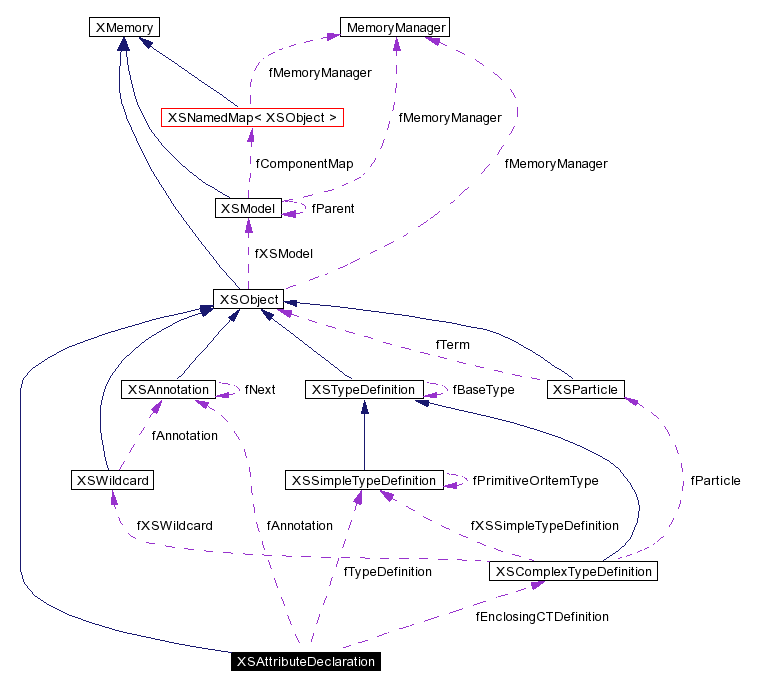 XMemory
MemoryManager
fMemoryManager
XSNamedMap< XSObject >
fMemoryManager
fComponentMap
fMemoryManager
XSModel
fParent
fXSModel
XSObject
fTerm
XSAnnotation
fNext
XSTypeDefinition
fBaseType
XSParticle
fAnnotation
XSWildcard
XSSimpleTypeDefinition
fPrimitiveOrItemType
fParticle
fXSWildcard
fAnnotation
fXSSimpleTypeDefinition
fTypeDefinition
XSComplexTypeDefinition
fEnclosingCTDefinition
XSAttributeDeclaration